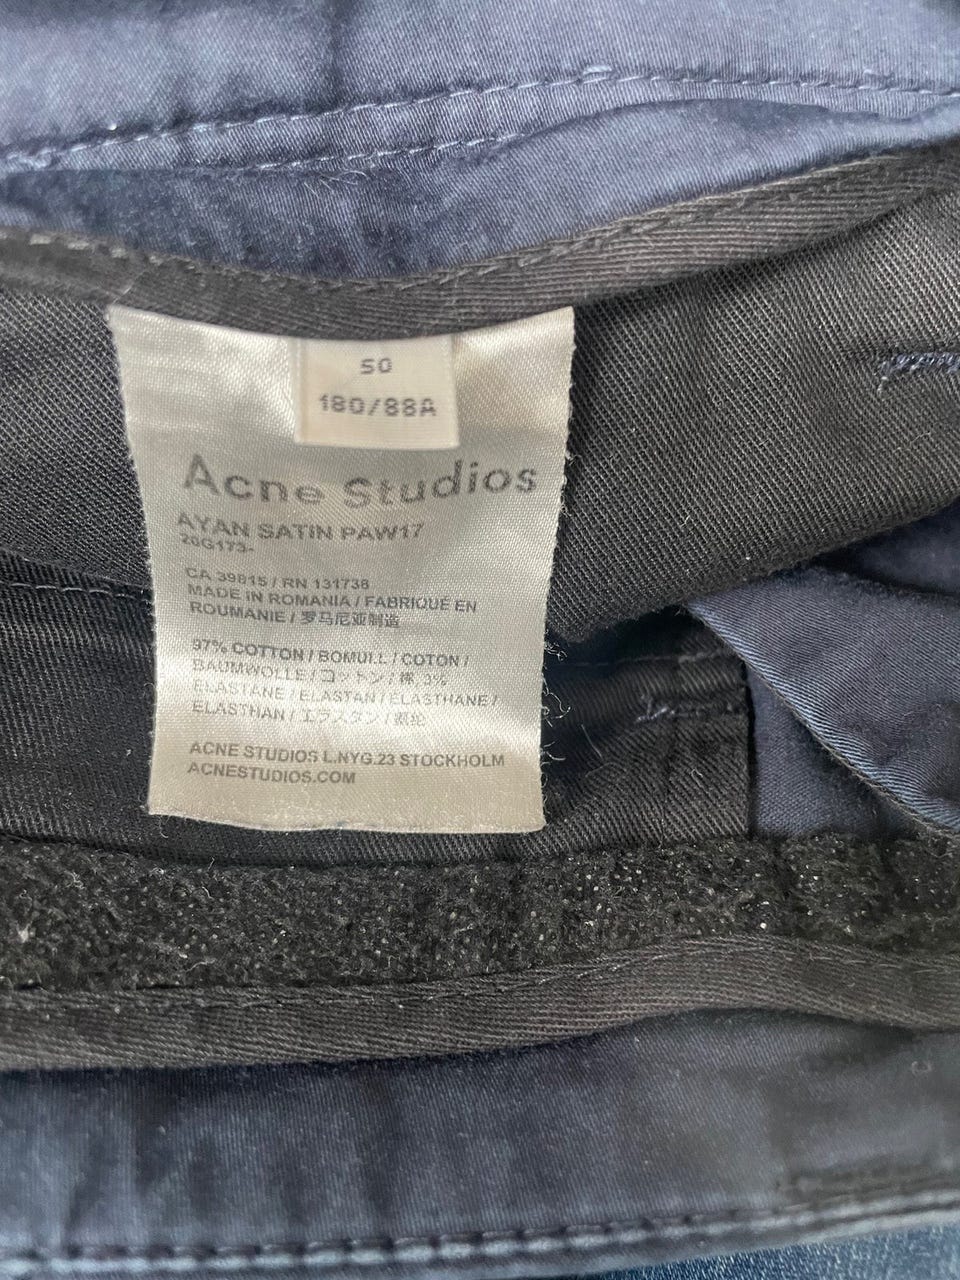 50
180/88A
Acne Studios
AYAN SATIN PAW17
20G173-
CA 39815 / RN 131738
MADE IN ROMANIA / FABRIQUÉ EN
ROUMANIE / 罗马尼亚制造
97% COTTON / BOMULL / COTON /
BAUMWOLLE / コットン / 棉 3%
ELASTANE / ELASTAN / ELASTHANE /
ELASTHAN / エラスタン / 氨纶
ACNE STUDIOS L.NYG.23 STOCKHOLM
ACNESTUDIOS.COM